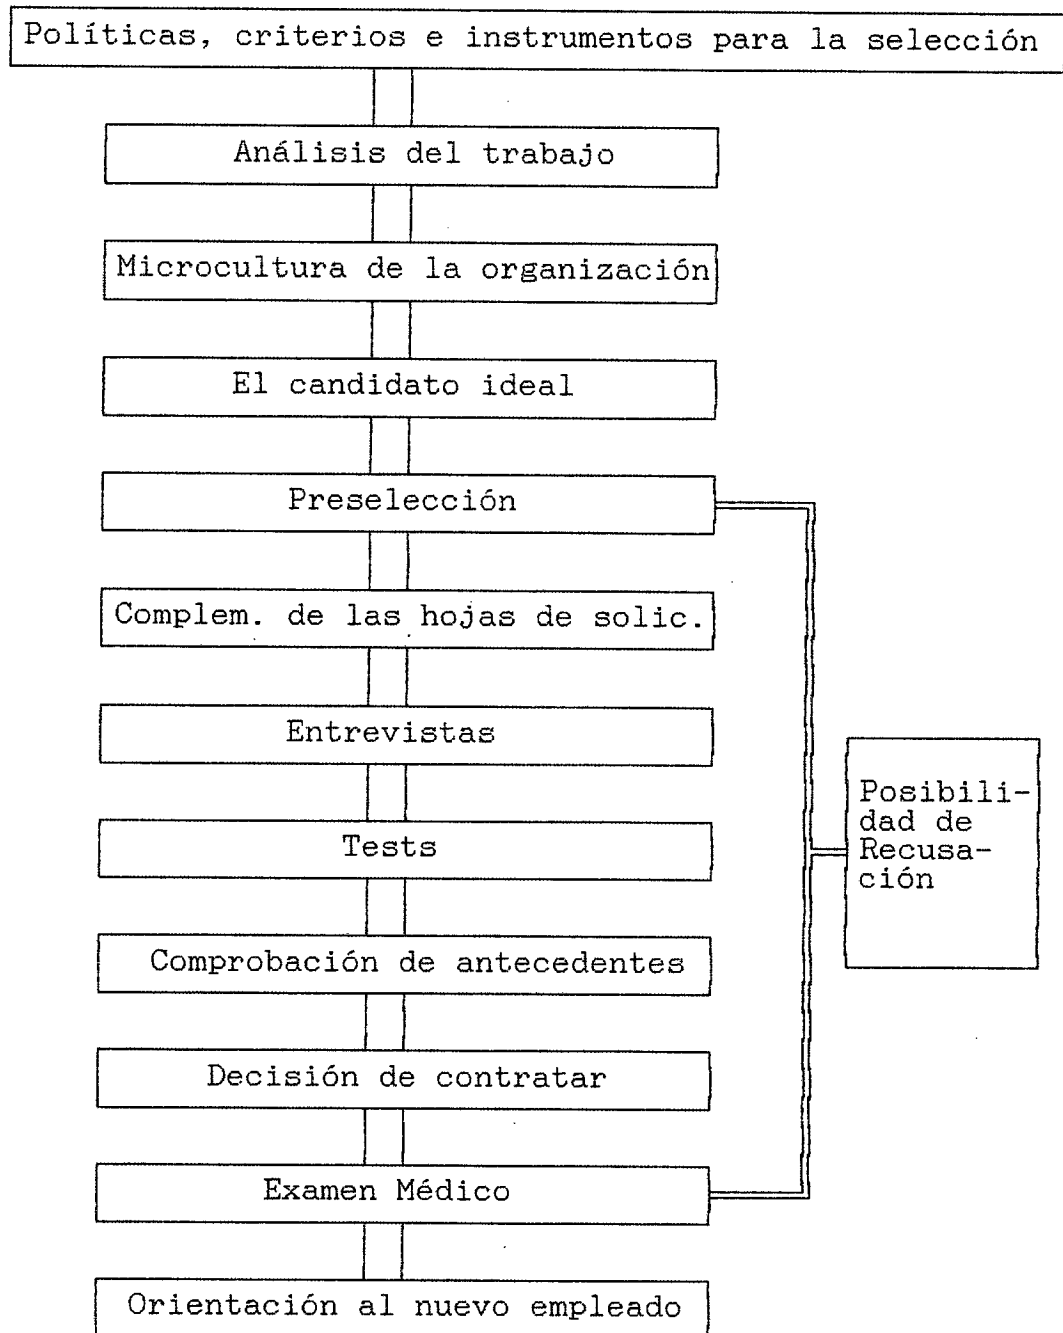 Políticas, criterios e instrumentos para la selección
Análisis del trabajo
Microcultura de la organización
El candidato ideal
Preselección
Complem. de las hojas de solic.
Entrevistas
Tests
Comprobación de antecedentes
Decisión de contratar
Examen Médico
Orientación al nuevo empleado
Posibili-
dad de
Recusa-
ción